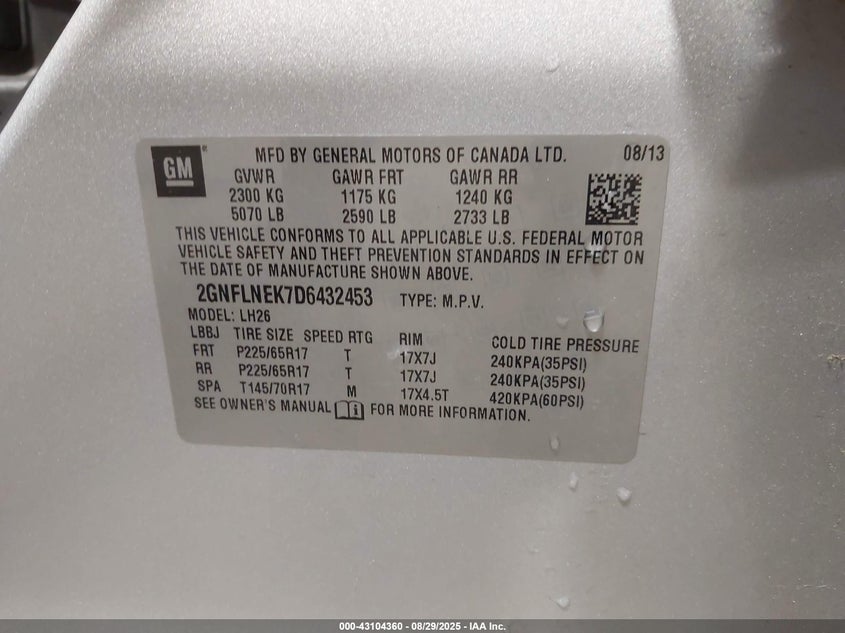 GM ® MFD BY GENERAL MOTORS OF CANADA LTD. 08/13
GVWR GAWR FRT GAWR RR
2300 KG 1175 KG 1240 KG
5070 LB 2590 LB 2733 LB
THIS VEHICLE CONFORMS TO ALL APPLICABLE U.S. FEDERAL MOTOR
VEHICLE SAFETY AND THEFT PREVENTION STANDARDS IN EFFECT ON
THE DATE OF MANUFACTURE SHOWN ABOVE.
2GNFLNEK7D6432453 TYPE: M.P.V.
MODEL: LH26
LBBJ TIRE SIZE SPEED RTG RIM COLD TIRE PRESSURE
FRT P225/65R17 T 17X7J 240KPA(35PSI)
RR P225/65R17 T 17X7J 240KPA(35PSI)
SPA T145/70R17 M 17X4.5T 420KPA(60PSI)
SEE OWNER'S MANUAL i FOR MORE INFORMATION.
000-43104360 - 08/29/2025 - IAA Inc.